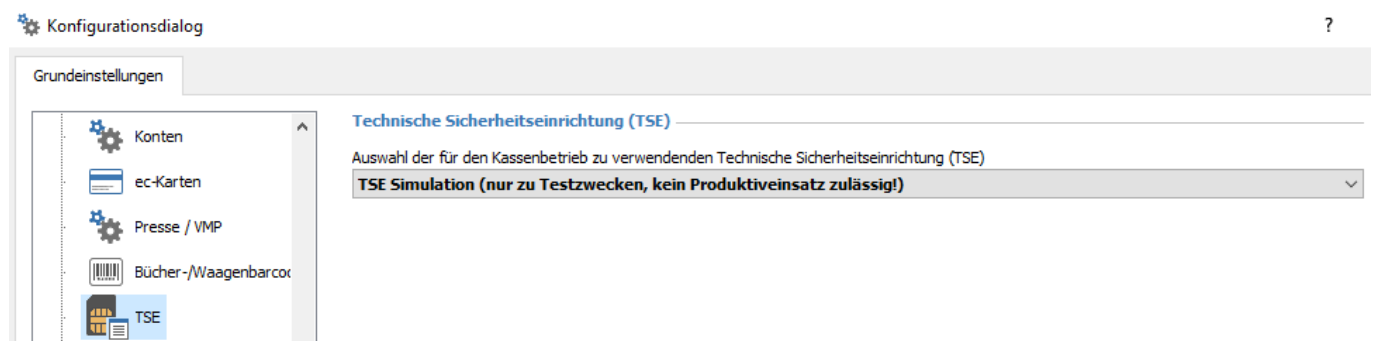 Konfigurationsdialog
?
Grundeinstellungen
Konten
ec-Karten
Presse / VMP
Bücher-/Waagenbarcoc
TSE
Technische Sicherheitseinrichtung (TSE)
Auswahl der für den Kassenbetrieb zu verwendenden Technische Sicherheitseinrichtung (TSE)
TSE Simulation (nur zu Testzwecken, kein Produktiveinsatz zulässig!)